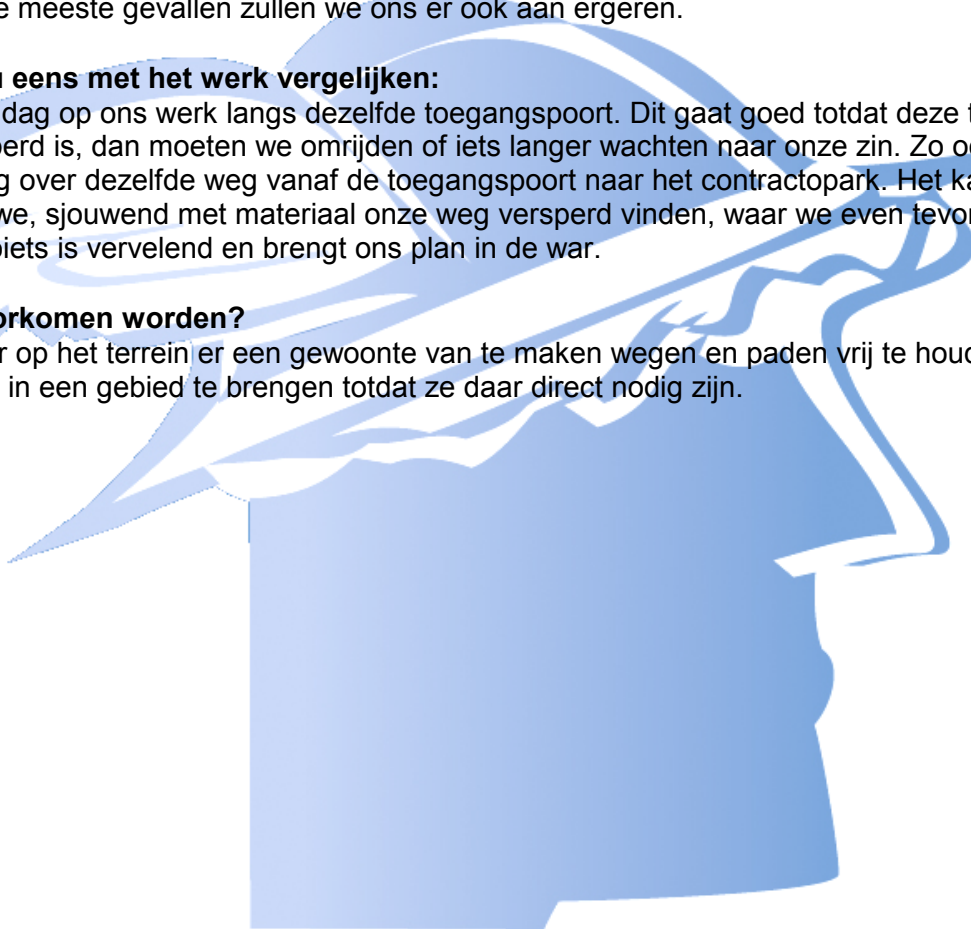 e meeste gevallen zullen we ons er ook aan ergeren.
u eens met het werk vergelijken:
dag op ons werk langs dezelfde toegangspoort. Dit gaat goed totdat deze t
erd is, dan moeten we omrijden of iets langer wachten naar onze zin. Zo oo
g over dezelfde weg vanaf de toegangspoort naar het contractopark. Het ka
we, sjouwend met materiaal onze weg versperd vinden, waar we even tevor
iets is vervelend en brengt ons plan in de war.
orkomen worden?
r op het terrein er een gewoonte van te maken wegen en paden vrij te houd
in een gebied te brengen totdat ze daar direct nodig zijn.